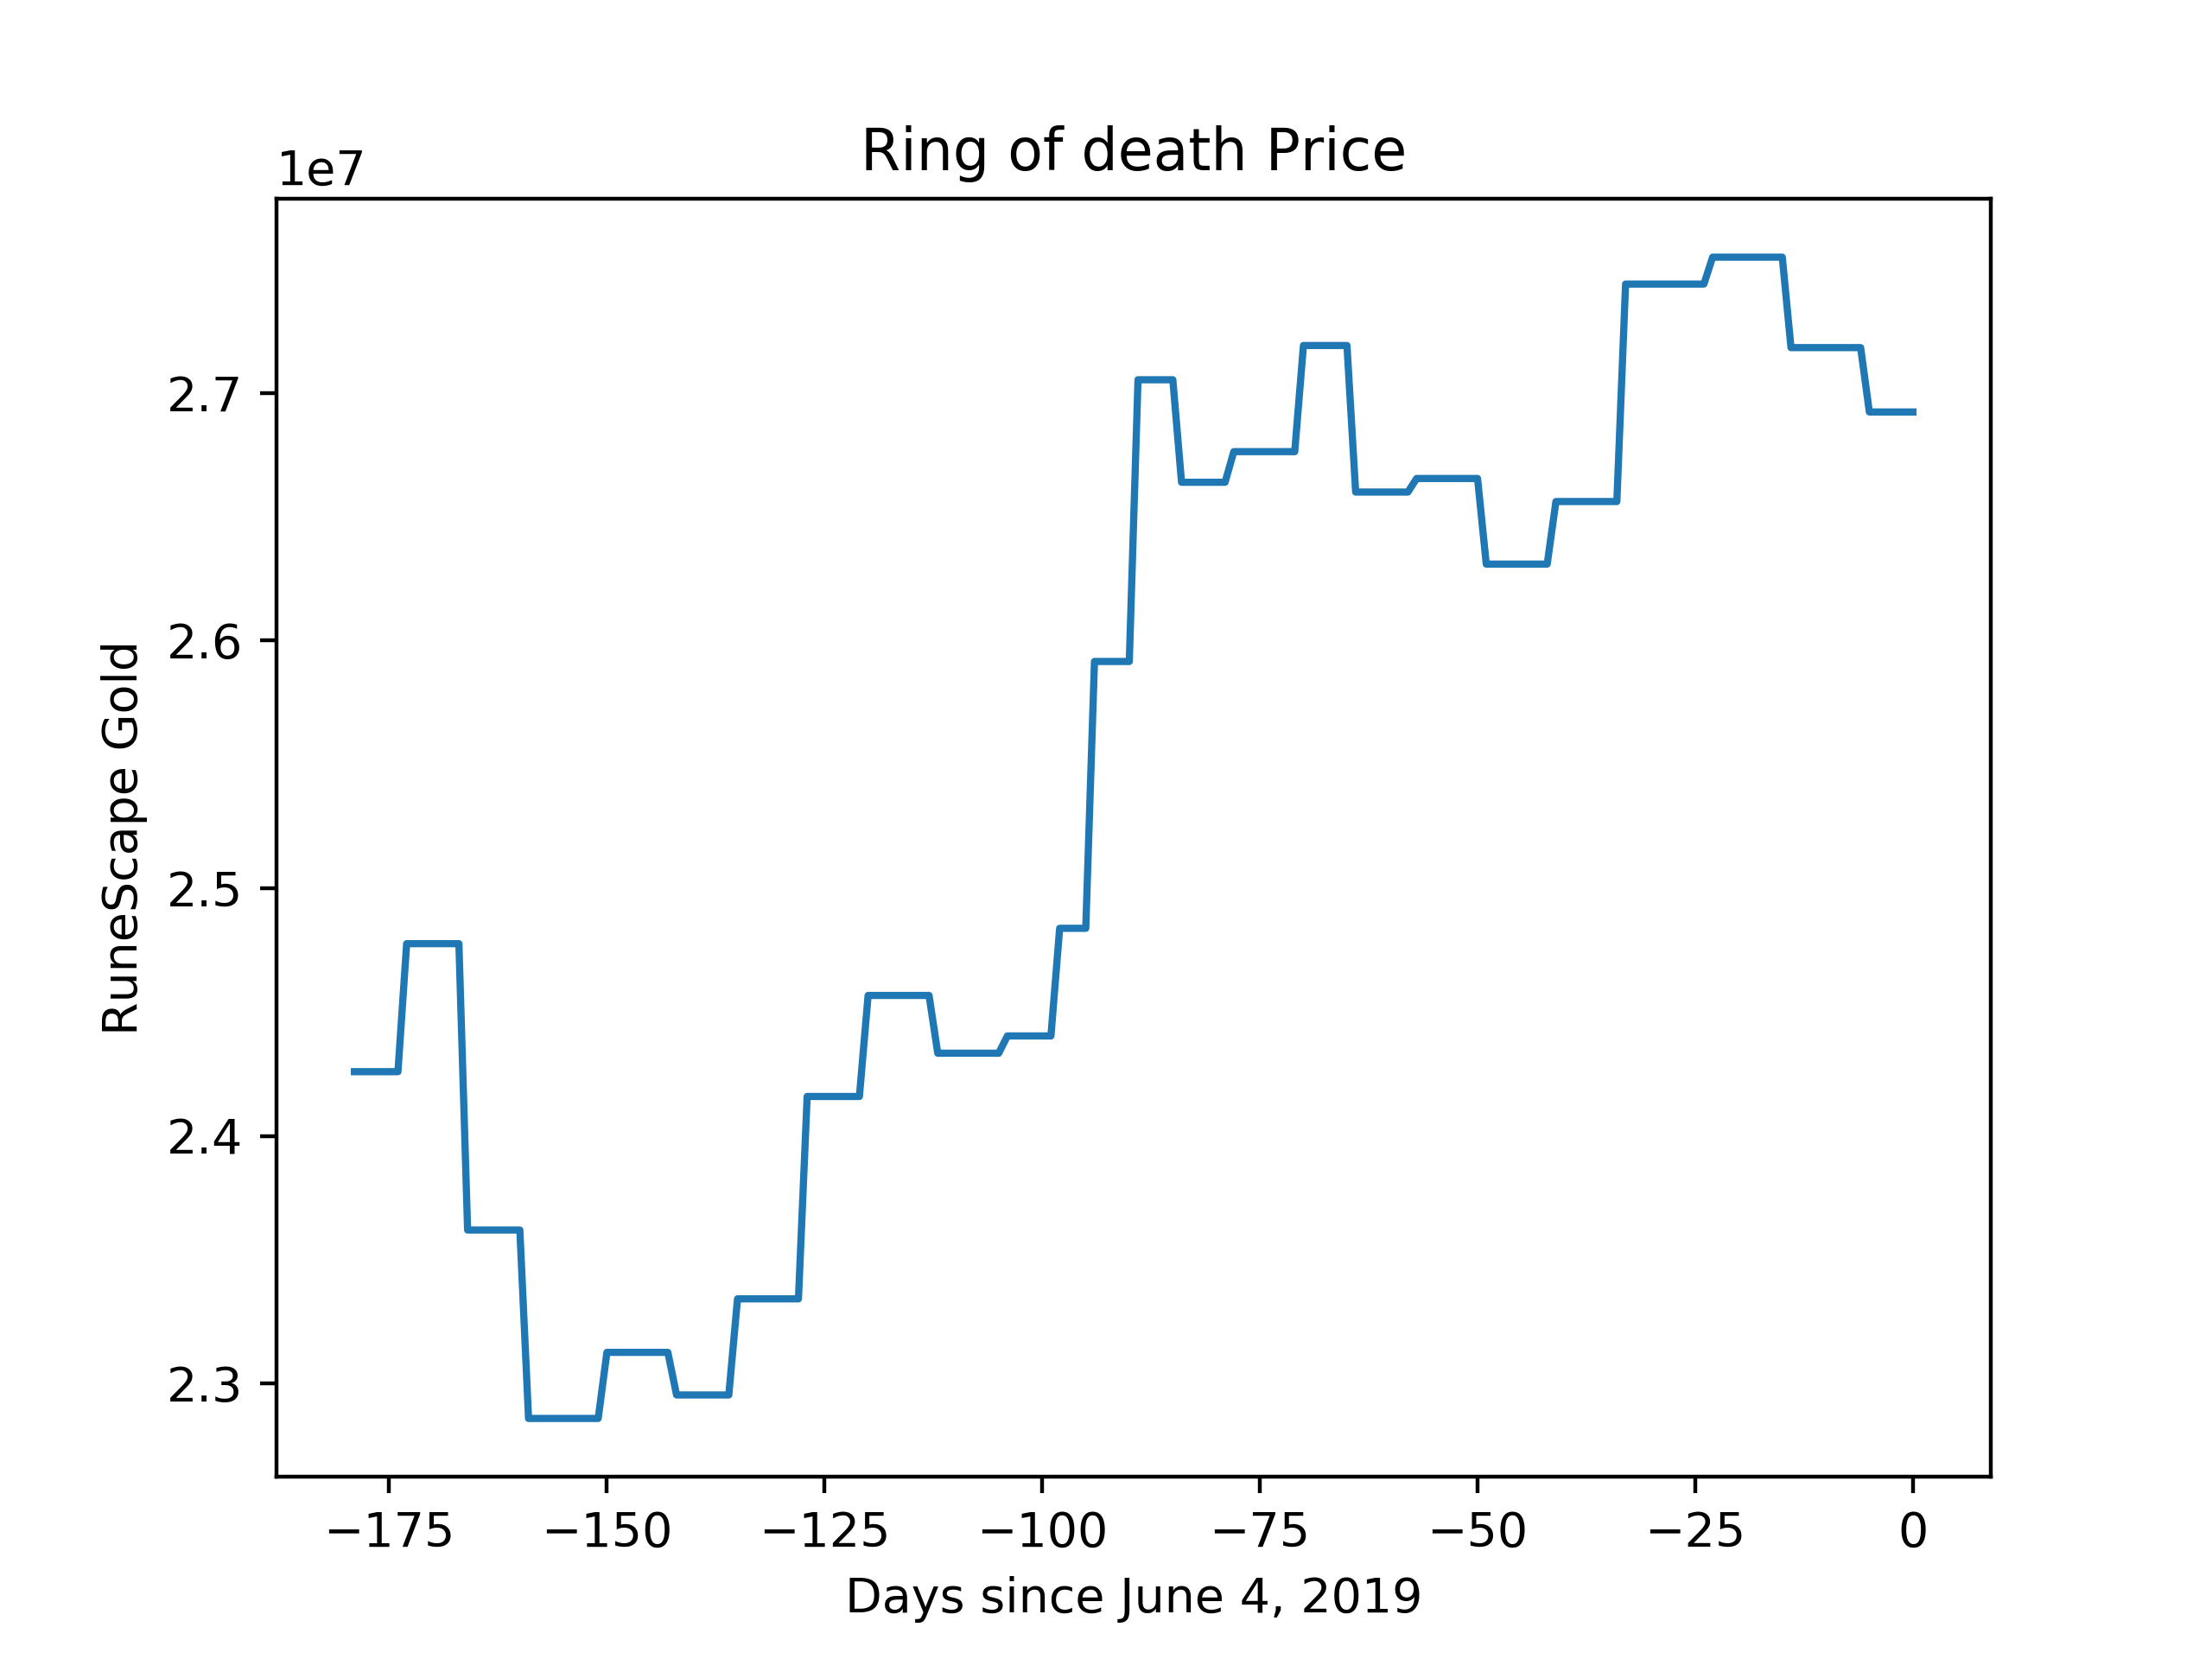 Ring of death Price
1e7
2.7
2.6
2.5
2.4
2.3
RuneScape Gold
−175 −150 −125 −100 −75 −50 −25 0
Days since June 4, 2019